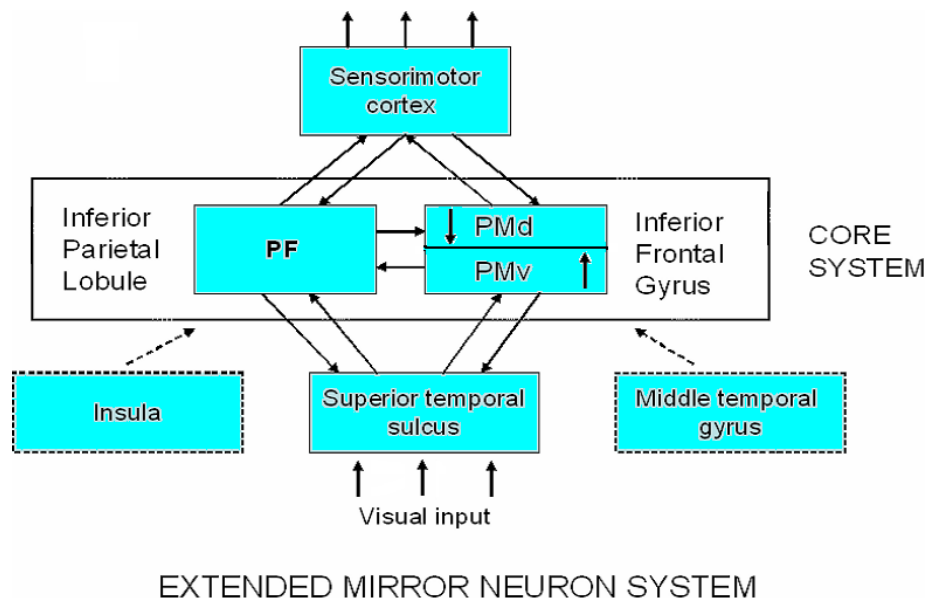 Sensorimotor
cortex
Inferior
Parietal
Lobule
PF
PMd
PMv
Inferior
Frontal
Gyrus
CORE
SYSTEM
Insula
Superior temporal
sulcus
Middle temporal
gyrus
Visual input
EXTENDED MIRROR NEURON SYSTEM